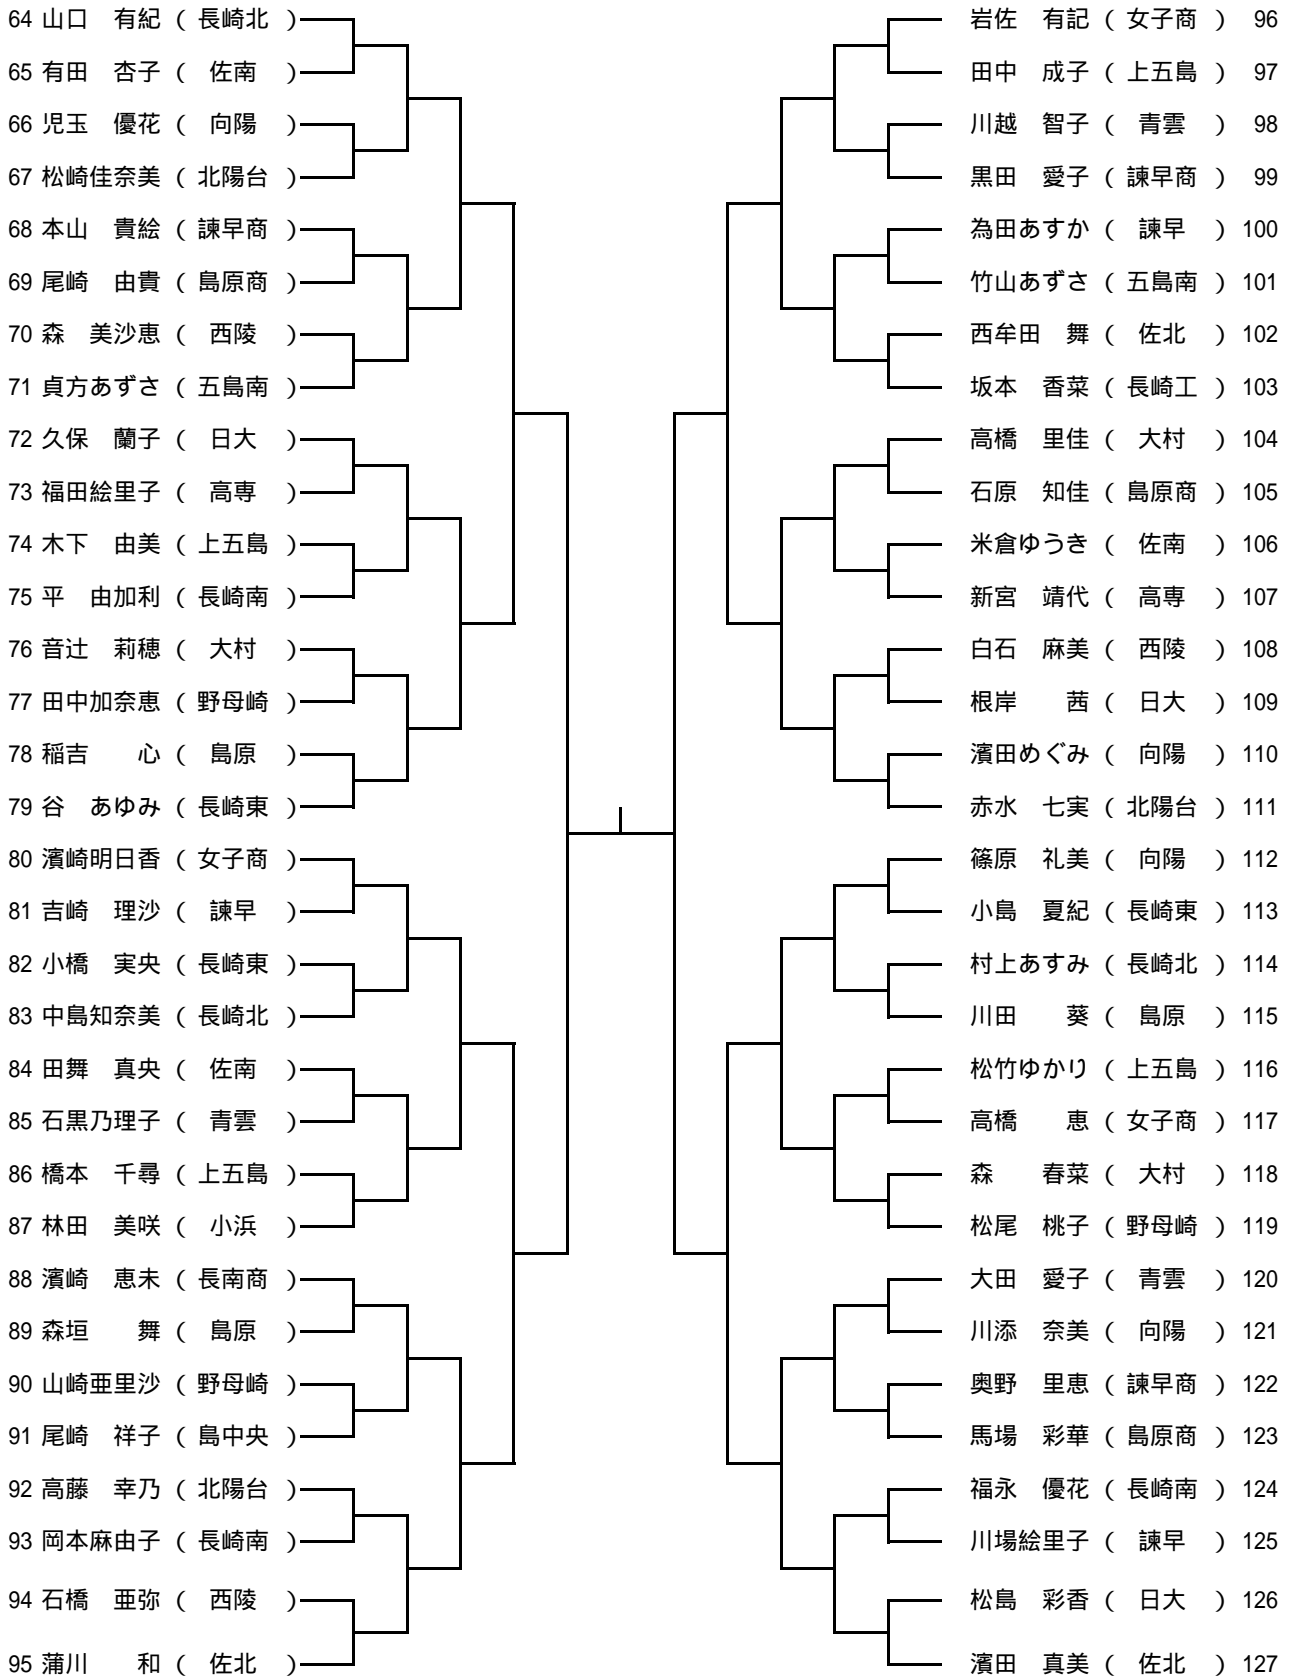 64 山口　有紀 ( 長崎北 )
65 有田　杏子 ( 佐南 )
66 児玉　優花 ( 向陽 )
67 松崎佳奈美 ( 北陽台 )
68 本山　貴絵 ( 諫早商 )
69 尾崎　由貴 ( 島原商 )
70 森　美沙恵 ( 西陵 )
71 貞方あずさ ( 五島南 )
72 久保　蘭子 ( 日大 )
73 福田絵里子 ( 高専 )
74 木下　由美 ( 上五島 )
75 平　由加利 ( 長崎南 )
76 音辻　莉穂 ( 大村 )
77 田中加奈恵 ( 野母崎 )
78 稲吉　　心 ( 島原 )
79 谷　あゆみ ( 長崎東 )
80 濱崎明日香 ( 女子商 )
81 吉崎　理沙 ( 諫早 )
82 小橋　実央 ( 長崎東 )
83 中島知奈美 ( 長崎北 )
84 田舞　真央 ( 佐南 )
85 石黒乃理子 ( 青雲 )
86 橋本　千尋 ( 上五島 )
87 林田　美咲 ( 小浜 )
88 濱崎　恵未 ( 長南商 )
89 森垣　　舞 ( 島原 )
90 山崎亜里沙 ( 野母崎 )
91 尾崎　祥子 ( 島中央 )
92 高藤　幸乃 ( 北陽台 )
93 岡本麻由子 ( 長崎南 )
94 石橋　亜弥 ( 西陵 )
95 蒲川　　和 ( 佐北 )
岩佐　有記 ( 女子商 ) 96
田中　成子 ( 上五島 ) 97
川越　智子 ( 青雲 ) 98
黒田　愛子 ( 諫早商 ) 99
為田あすか ( 諫早 ) 100
竹山あずさ ( 五島南 ) 101
西牟田　舞 ( 佐北 ) 102
坂本　香菜 ( 長崎工 ) 103
高橋　里佳 ( 大村 ) 104
石原　知佳 ( 島原商 ) 105
米倉ゆうき ( 佐南 ) 106
新宮　靖代 ( 高専 ) 107
白石　麻美 ( 西陵 ) 108
根岸　　茜 ( 日大 ) 109
濱田めぐみ ( 向陽 ) 110
赤水　七実 ( 北陽台 ) 111
篠原　礼美 ( 向陽 ) 112
小島　夏紀 ( 長崎東 ) 113
村上あすみ ( 長崎北 ) 114
川田　　葵 ( 島原 ) 115
松竹ゆかり ( 上五島 ) 116
高橋　　恵 ( 女子商 ) 117
森　　春菜 ( 大村 ) 118
松尾　桃子 ( 野母崎 ) 119
大田　愛子 ( 青雲 ) 120
川添　奈美 ( 向陽 ) 121
奥野　里恵 ( 諫早商 ) 122
馬場　彩華 ( 島原商 ) 123
福永　優花 ( 長崎南 ) 124
川場絵里子 ( 諫早 ) 125
松島　彩香 ( 日大 ) 126
濱田　真美 ( 佐北 ) 127